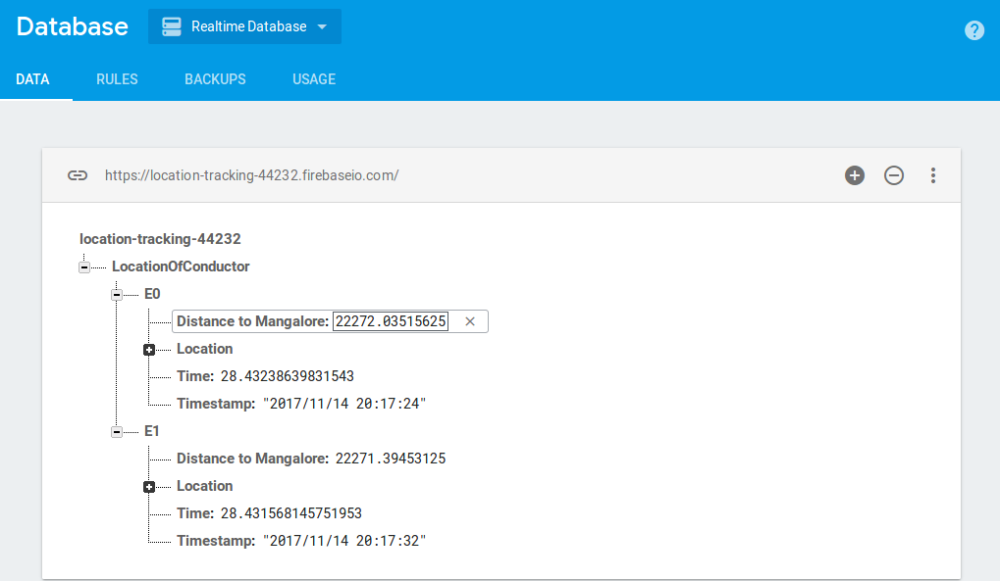 Database Realtime Database ?
DATA RULES BACKUPS USAGE
https://location-tracking-44232.firebaseio.com/
location-tracking-44232
LocationOfConductor
E0
Distance to Mangalore: 22272.03515625
Location
Time: 28.43238639831543
Timestamp: "2017/11/14 20:17:24"
E1
Distance to Mangalore: 22271.39453125
Location
Time: 28.431568145751953
Timestamp: "2017/11/14 20:17:32"